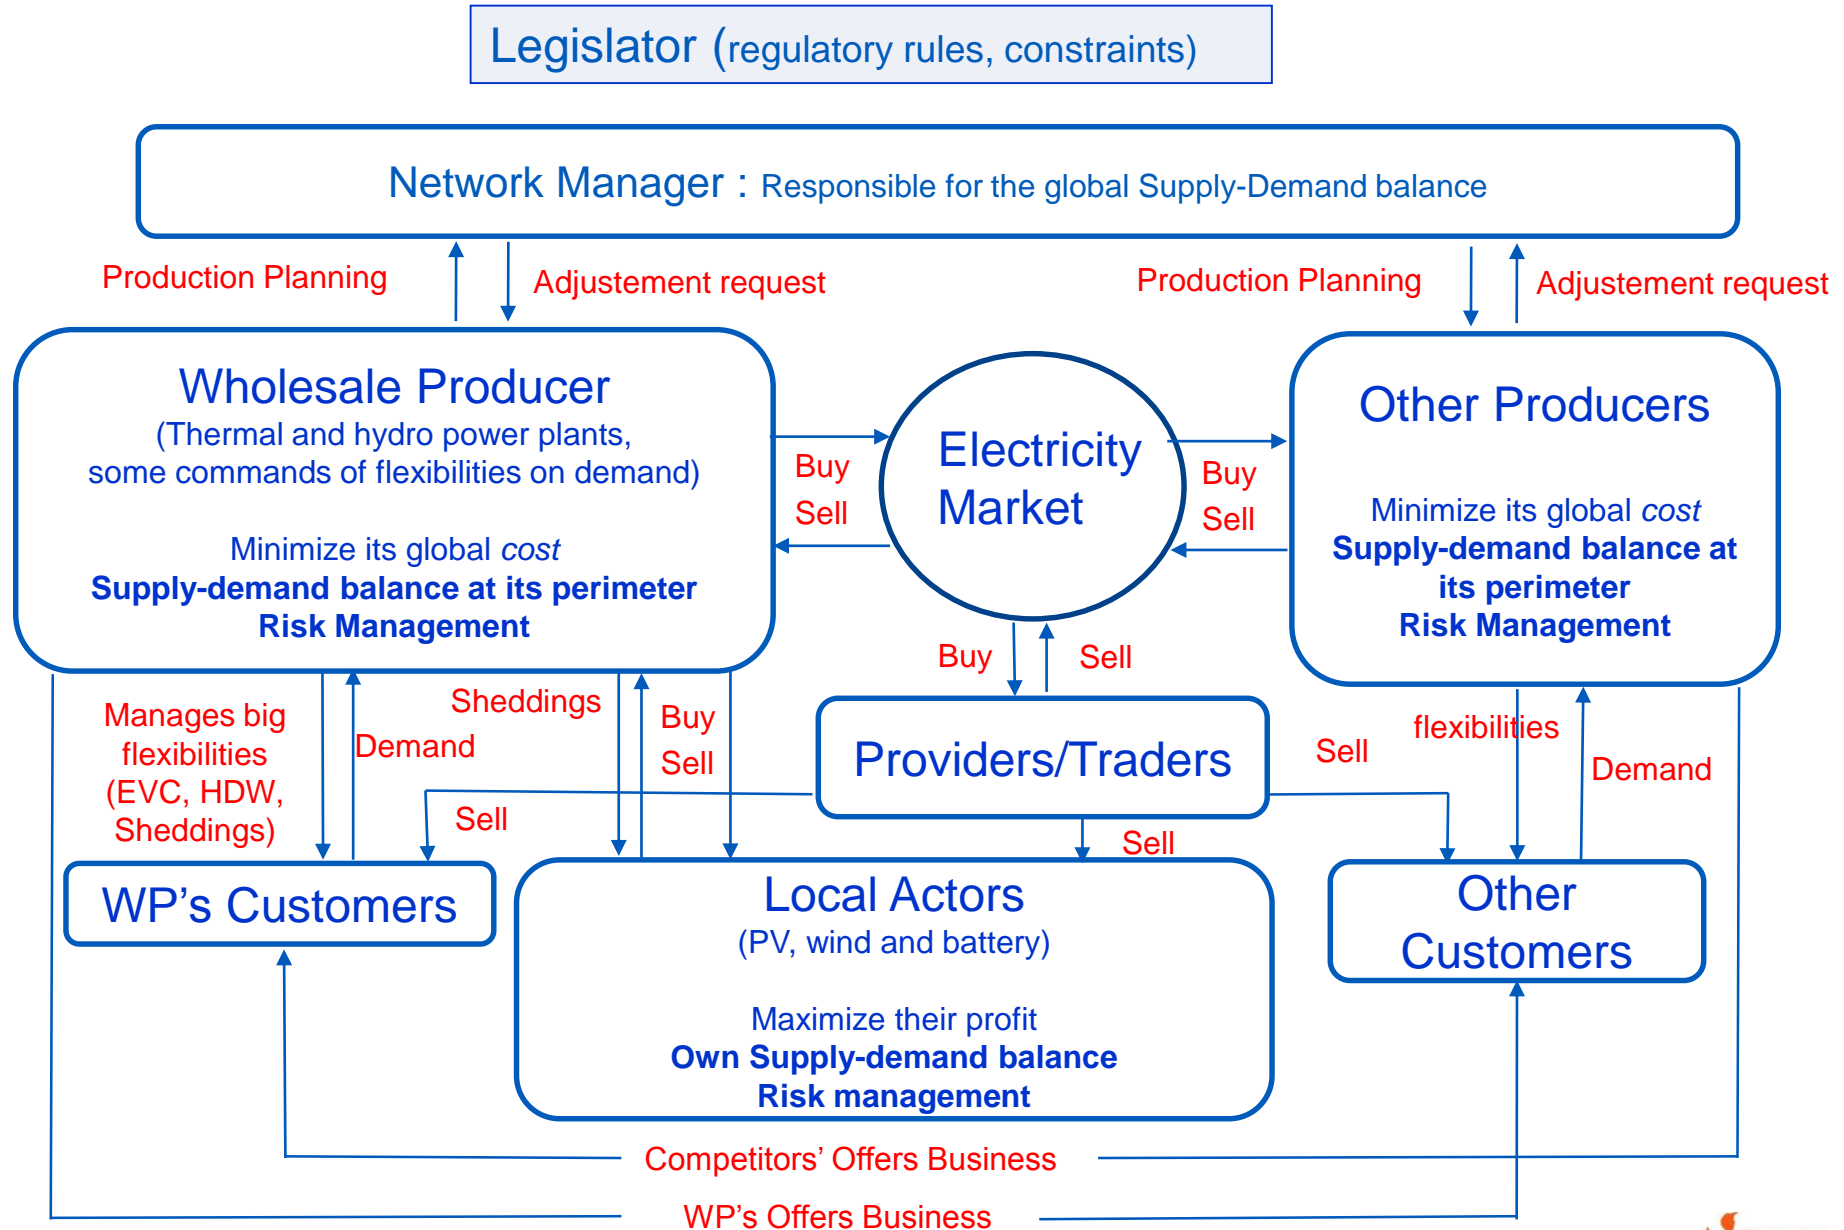 Legislator (regulatory rules, constraints)
Network Manager : Responsible for the global Supply-Demand balance
Production Planning
Adjustement request
Production Planning
Adjustement request
Wholesale Producer
(Thermal and hydro power plants,
some commands of flexibilities on demand)
Minimize its global cost
Supply-demand balance at its perimeter
Risk Management
Buy
Sell
Electricity
Market
Buy
Sell
Other Producers
Minimize its global cost
Supply-demand balance at
its perimeter
Risk Management
Buy
Sell
Manages big
flexibilities
(EVC, HDW,
Sheddings)
Demand
Sheddings
Buy
Sell
Providers/Traders
Sell
flexibilities
Demand
Sell
Sell
WP’s Customers
Local Actors
(PV, wind and battery)
Maximize their profit
Own Supply-demand balance
Risk management
Other
Customers
Competitors’ Offers Business
WP’s Offers Business